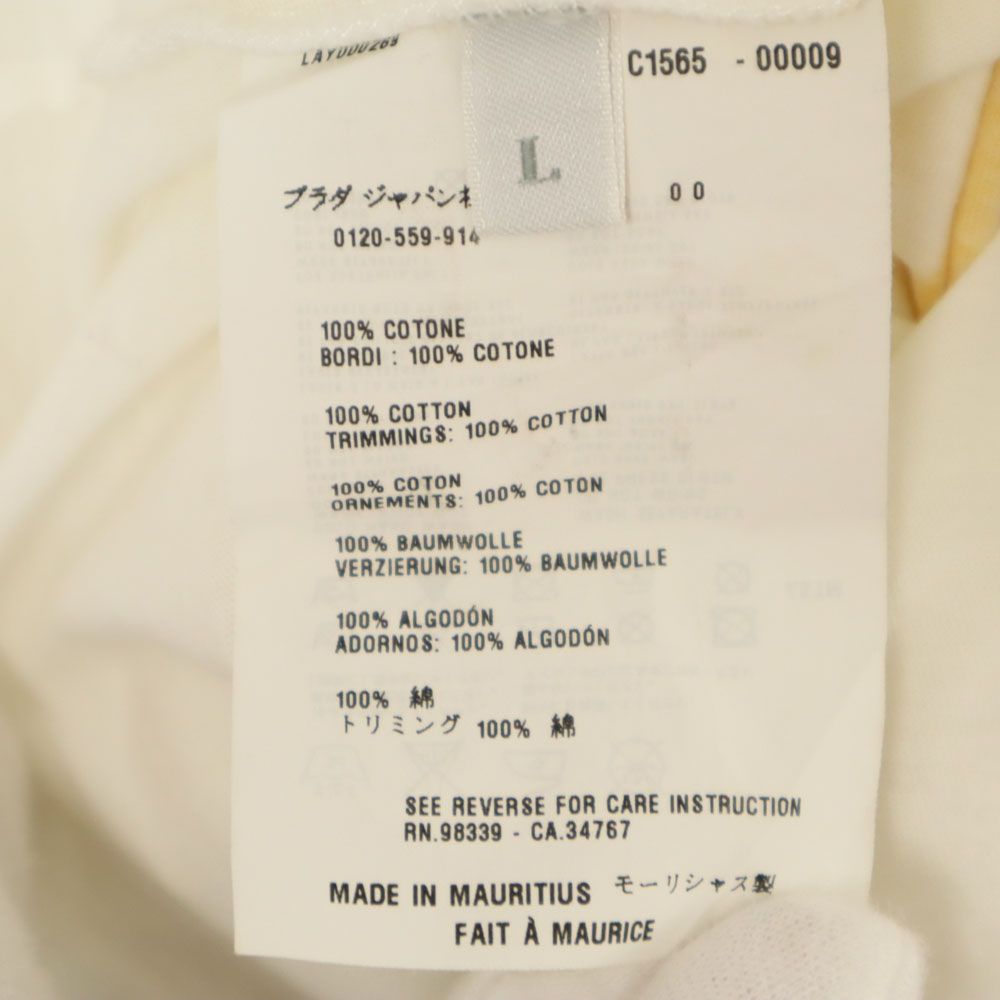 LAY000269
C1565 - 00009
L
プラダ ジャパン
0 0
0120-559-914
100% COTONE
BORDI : 100% COTONE
100% COTTON
TRIMMINGS: 100% COTTON
100% COTON
ORNEMENTS: 100% COTON
100% BAUMWOLLE
VERZIERUNG: 100% BAUMWOLLE
100% ALGODÓN
ADORNOS: 100% ALGODÓN
100% 綿
トリミング 100% 綿
SEE REVERSE FOR CARE INSTRUCTION
RN.98339 - CA.34767
MADE IN MAURITIUS モーリシャス製
FAIT À MAURICE